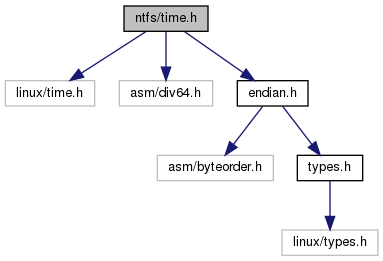 ntfs/time.h
linux/time.h
asm/div64.h
endian.h
asm/byteorder.h
types.h
linux/types.h